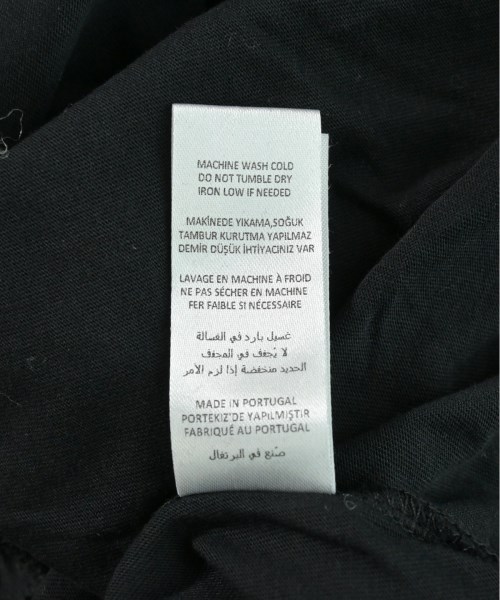 MACHINE WASH COLD
DO NOT TUMBLE DRY
IRON LOW IF NEEDED
MAKİNEDE YIKAMA,SOĞUK
TAMBUR KURUTMA YAPILMAZ
DEMİR DÜŞÜK İHTİYACINIZ VAR
LAVAGE EN MACHINE À FROID
NE PAS SÉCHER EN MACHINE
FER FAIBLE SI NÉCESSAIRE
غسيل بارد في الغسالة
لا يُجفف في المجفف
الحديد منخفضة إذا لزم الأمر
MADE IN PORTUGAL
PORTEKİZ'DE YAPILMIŞTIR
FABRIQUÉ AU PORTUGAL
صُنع في البرتغال